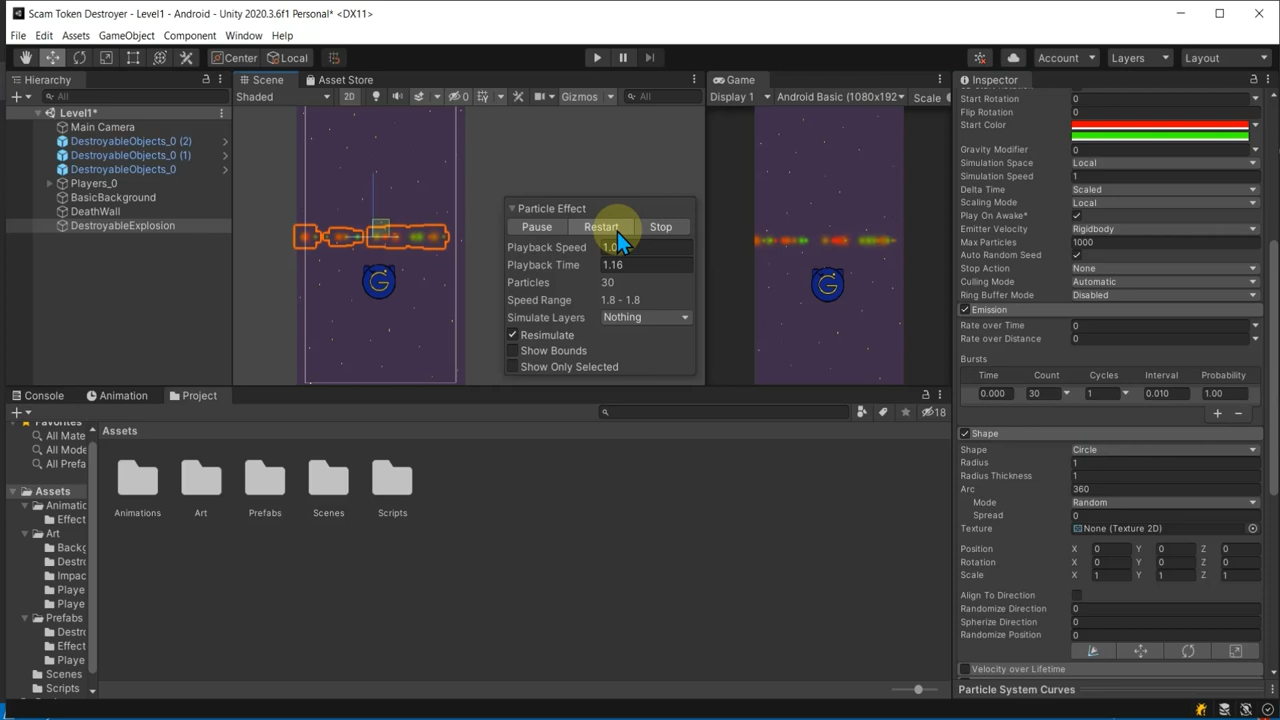 Scam Token Destroyer - Level1 - Android - Unity 2020.3.6f1 Personal* <DX11>
File Edit Assets GameObject Component Window Help
Center Local Account Layers Layout
Hierarchy
All
Level1*
Main Camera
DestroyableObjects_0 (2)
DestroyableObjects_0 (1)
DestroyableObjects_0
Players_0
BasicBackground
DeathWall
DestroyableExplosion
Scene Asset Store
Shaded 2D 0 Gizmos All
Particle Effect
Pause Restart Stop
Playback Speed 1.0
Playback Time 1.16
Particles 30
Speed Range 1.8 - 1.8
Simulate Layers Nothing
Resimulate
Show Bounds
Show Only Selected
Game
Display 1 Android Basic (1080x192 Scale
G
G
Inspector
Start Rotation 0
Flip Rotation 0
Start Color
Gravity Modifier 0
Simulation Space Local
Simulation Speed 1
Delta Time Scaled
Scaling Mode Local
Play On Awake*
Emitter Velocity Rigidbody
Max Particles 1000
Auto Random Seed
Stop Action None
Culling Mode Automatic
Ring Buffer Mode Disabled
Emission
Rate over Time 0
Rate over Distance 0
Bursts
Time Count Cycles Interval Probability
0.000 30 1 0.010 1.00
Shape
Shape Circle
Radius 1
Radius Thickness 1
Arc 360
Mode Random
Spread 0
Texture None (Texture 2D)
Position X 0 Y 0 Z 0
Rotation X 0 Y 0 Z 0
Scale X 1 Y 1 Z 1
Align To Direction
Randomize Direction 0
Spherize Direction 0
Randomize Position 0
Velocity over Lifetime
Particle System Curves
Console Animation Project
18
Favorites
All Mate
All Mode
All Prefa
Assets
Animatic
Effect
Art
Backg
Destro
Impac
Playe
Playe
Prefabs
Destro
Effect
Playe
Scenes
Scripts
Assets
Animations Art Prefabs Scenes Scripts